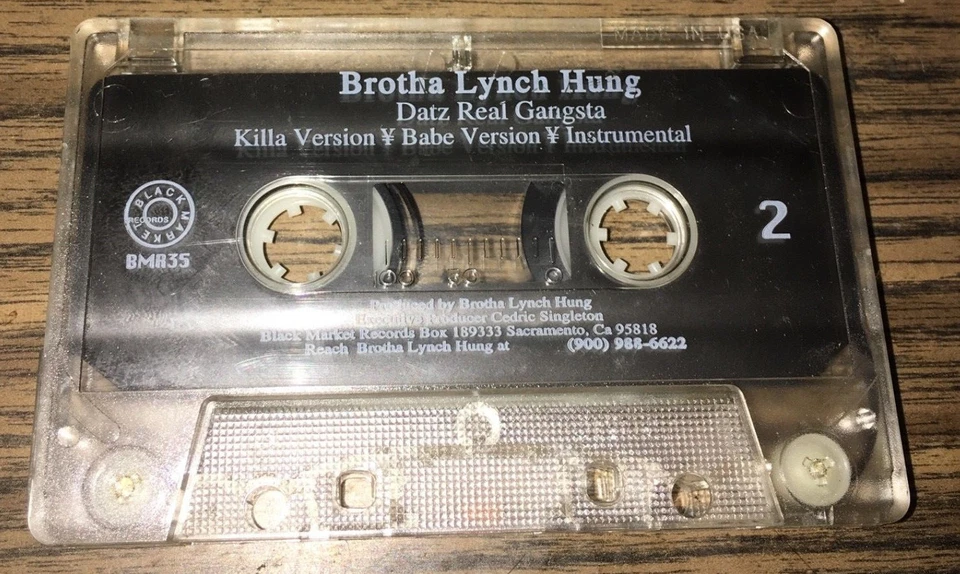 MADE IN USA
Brotha Lynch Hung
Datz Real Gangsta
Killa Version ¥ Babe Version ¥ Instrumental
BLACK MARKET
RECORDS
BMR35
2
Produced by Brotha Lynch Hung
Executive Producer Cedric Singleton
Black Market Records Box 189333 Sacramento, Ca 95818
Reach Brotha Lynch Hung at (900) 988-6622